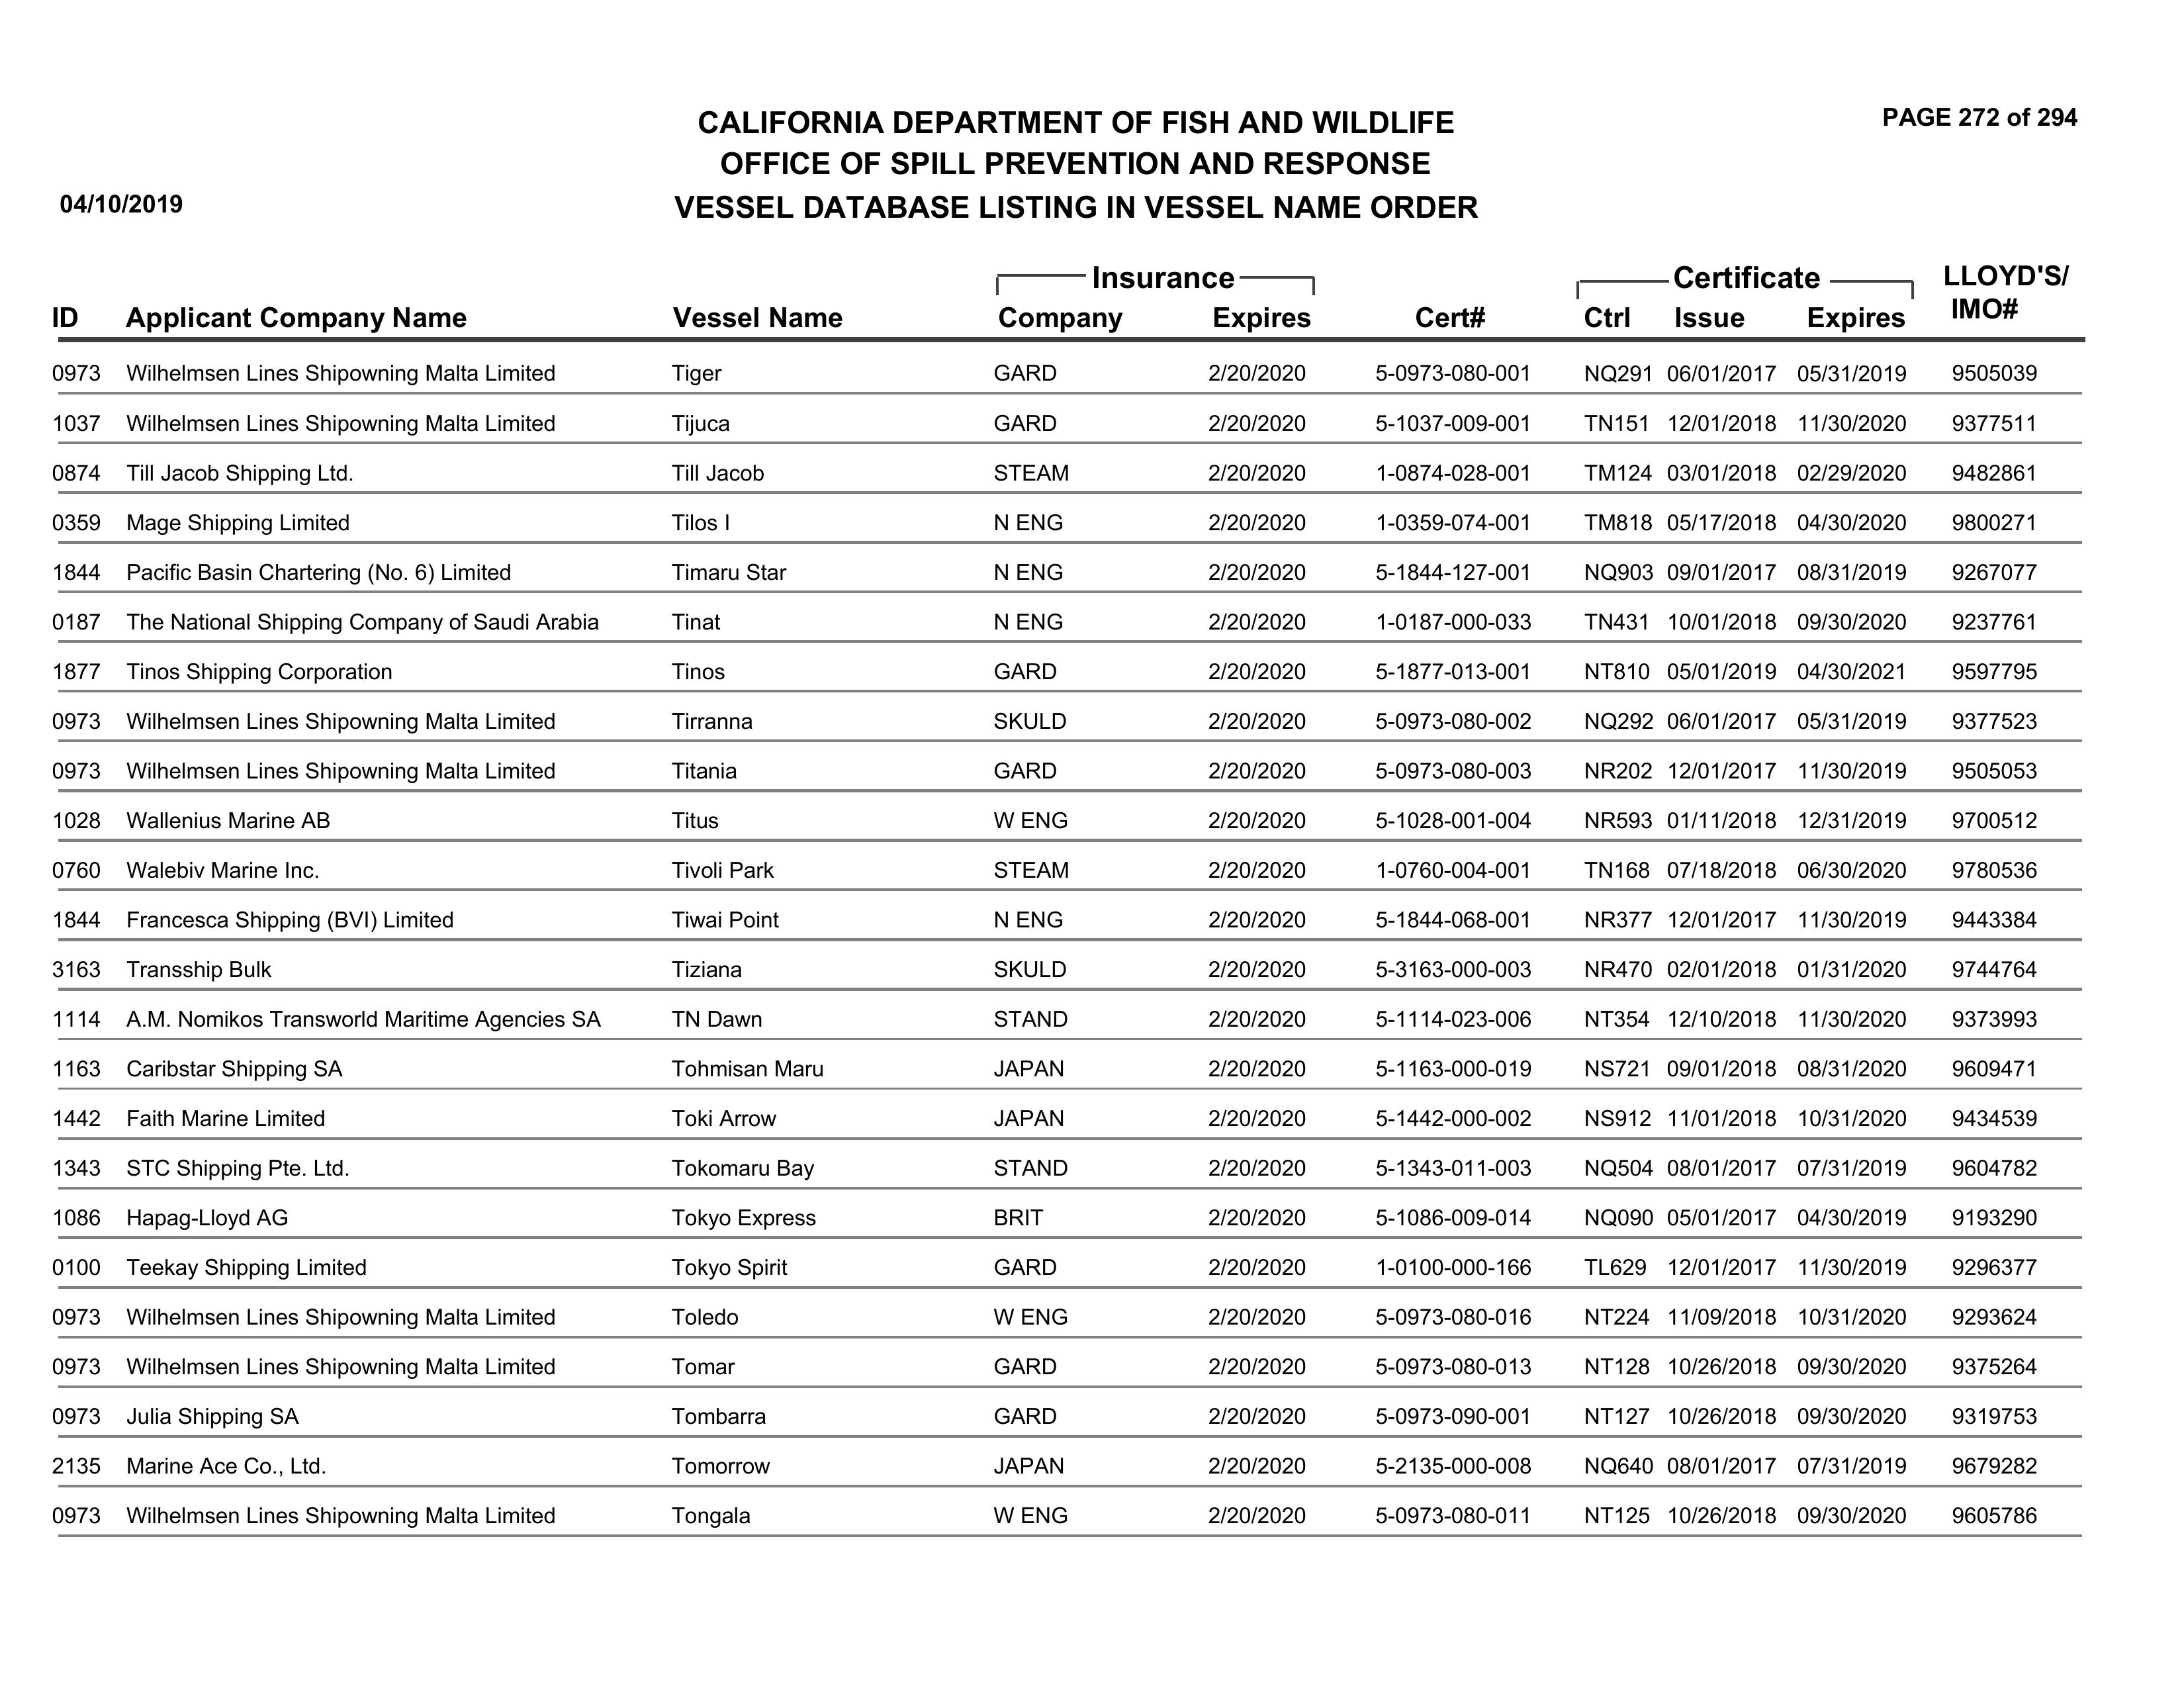 PAGE 272 of 294
CALIFORNIA DEPARTMENT OF FISH AND WILDLIFE
OFFICE OF SPILL PREVENTION AND RESPONSE
04/10/2019 VESSEL DATABASE LISTING IN VESSEL NAME ORDER
Insurance Certificate LLOYD'S/
ID Applicant Company Name Vessel Name Company Expires Cert# Ctrl Issue Expires IMO#
0973 Wilhelmsen Lines Shipowning Malta Limited Tiger GARD 2/20/2020 5-0973-080-001 NQ291 06/01/2017 05/31/2019 9505039
1037 Wilhelmsen Lines Shipowning Malta Limited Tijuca GARD 2/20/2020 5-1037-009-001 TN151 12/01/2018 11/30/2020 9377511
0874 Till Jacob Shipping Ltd. Till Jacob STEAM 2/20/2020 1-0874-028-001 TM124 03/01/2018 02/29/2020 9482861
0359 Mage Shipping Limited Tilos I N ENG 2/20/2020 1-0359-074-001 TM818 05/17/2018 04/30/2020 9800271
1844 Pacific Basin Chartering (No. 6) Limited Timaru Star N ENG 2/20/2020 5-1844-127-001 NQ903 09/01/2017 08/31/2019 9267077
0187 The National Shipping Company of Saudi Arabia Tinat N ENG 2/20/2020 1-0187-000-033 TN431 10/01/2018 09/30/2020 9237761
1877 Tinos Shipping Corporation Tinos GARD 2/20/2020 5-1877-013-001 NT810 05/01/2019 04/30/2021 9597795
0973 Wilhelmsen Lines Shipowning Malta Limited Tirranna SKULD 2/20/2020 5-0973-080-002 NQ292 06/01/2017 05/31/2019 9377523
0973 Wilhelmsen Lines Shipowning Malta Limited Titania GARD 2/20/2020 5-0973-080-003 NR202 12/01/2017 11/30/2019 9505053
1028 Wallenius Marine AB Titus W ENG 2/20/2020 5-1028-001-004 NR593 01/11/2018 12/31/2019 9700512
0760 Walebiv Marine Inc. Tivoli Park STEAM 2/20/2020 1-0760-004-001 TN168 07/18/2018 06/30/2020 9780536
1844 Francesca Shipping (BVI) Limited Tiwai Point N ENG 2/20/2020 5-1844-068-001 NR377 12/01/2017 11/30/2019 9443384
3163 Transship Bulk Tiziana SKULD 2/20/2020 5-3163-000-003 NR470 02/01/2018 01/31/2020 9744764
1114 A.M. Nomikos Transworld Maritime Agencies SA TN Dawn STAND 2/20/2020 5-1114-023-006 NT354 12/10/2018 11/30/2020 9373993
1163 Caribstar Shipping SA Tohmisan Maru JAPAN 2/20/2020 5-1163-000-019 NS721 09/01/2018 08/31/2020 9609471
1442 Faith Marine Limited Toki Arrow JAPAN 2/20/2020 5-1442-000-002 NS912 11/01/2018 10/31/2020 9434539
1343 STC Shipping Pte. Ltd. Tokomaru Bay STAND 2/20/2020 5-1343-011-003 NQ504 08/01/2017 07/31/2019 9604782
1086 Hapag-Lloyd AG Tokyo Express BRIT 2/20/2020 5-1086-009-014 NQ090 05/01/2017 04/30/2019 9193290
0100 Teekay Shipping Limited Tokyo Spirit GARD 2/20/2020 1-0100-000-166 TL629 12/01/2017 11/30/2019 9296377
0973 Wilhelmsen Lines Shipowning Malta Limited Toledo W ENG 2/20/2020 5-0973-080-016 NT224 11/09/2018 10/31/2020 9293624
0973 Wilhelmsen Lines Shipowning Malta Limited Tomar GARD 2/20/2020 5-0973-080-013 NT128 10/26/2018 09/30/2020 9375264
0973 Julia Shipping SA Tombarra GARD 2/20/2020 5-0973-090-001 NT127 10/26/2018 09/30/2020 9319753
2135 Marine Ace Co., Ltd. Tomorrow JAPAN 2/20/2020 5-2135-000-008 NQ640 08/01/2017 07/31/2019 9679282
0973 Wilhelmsen Lines Shipowning Malta Limited Tongala W ENG 2/20/2020 5-0973-080-011 NT125 10/26/2018 09/30/2020 9605786